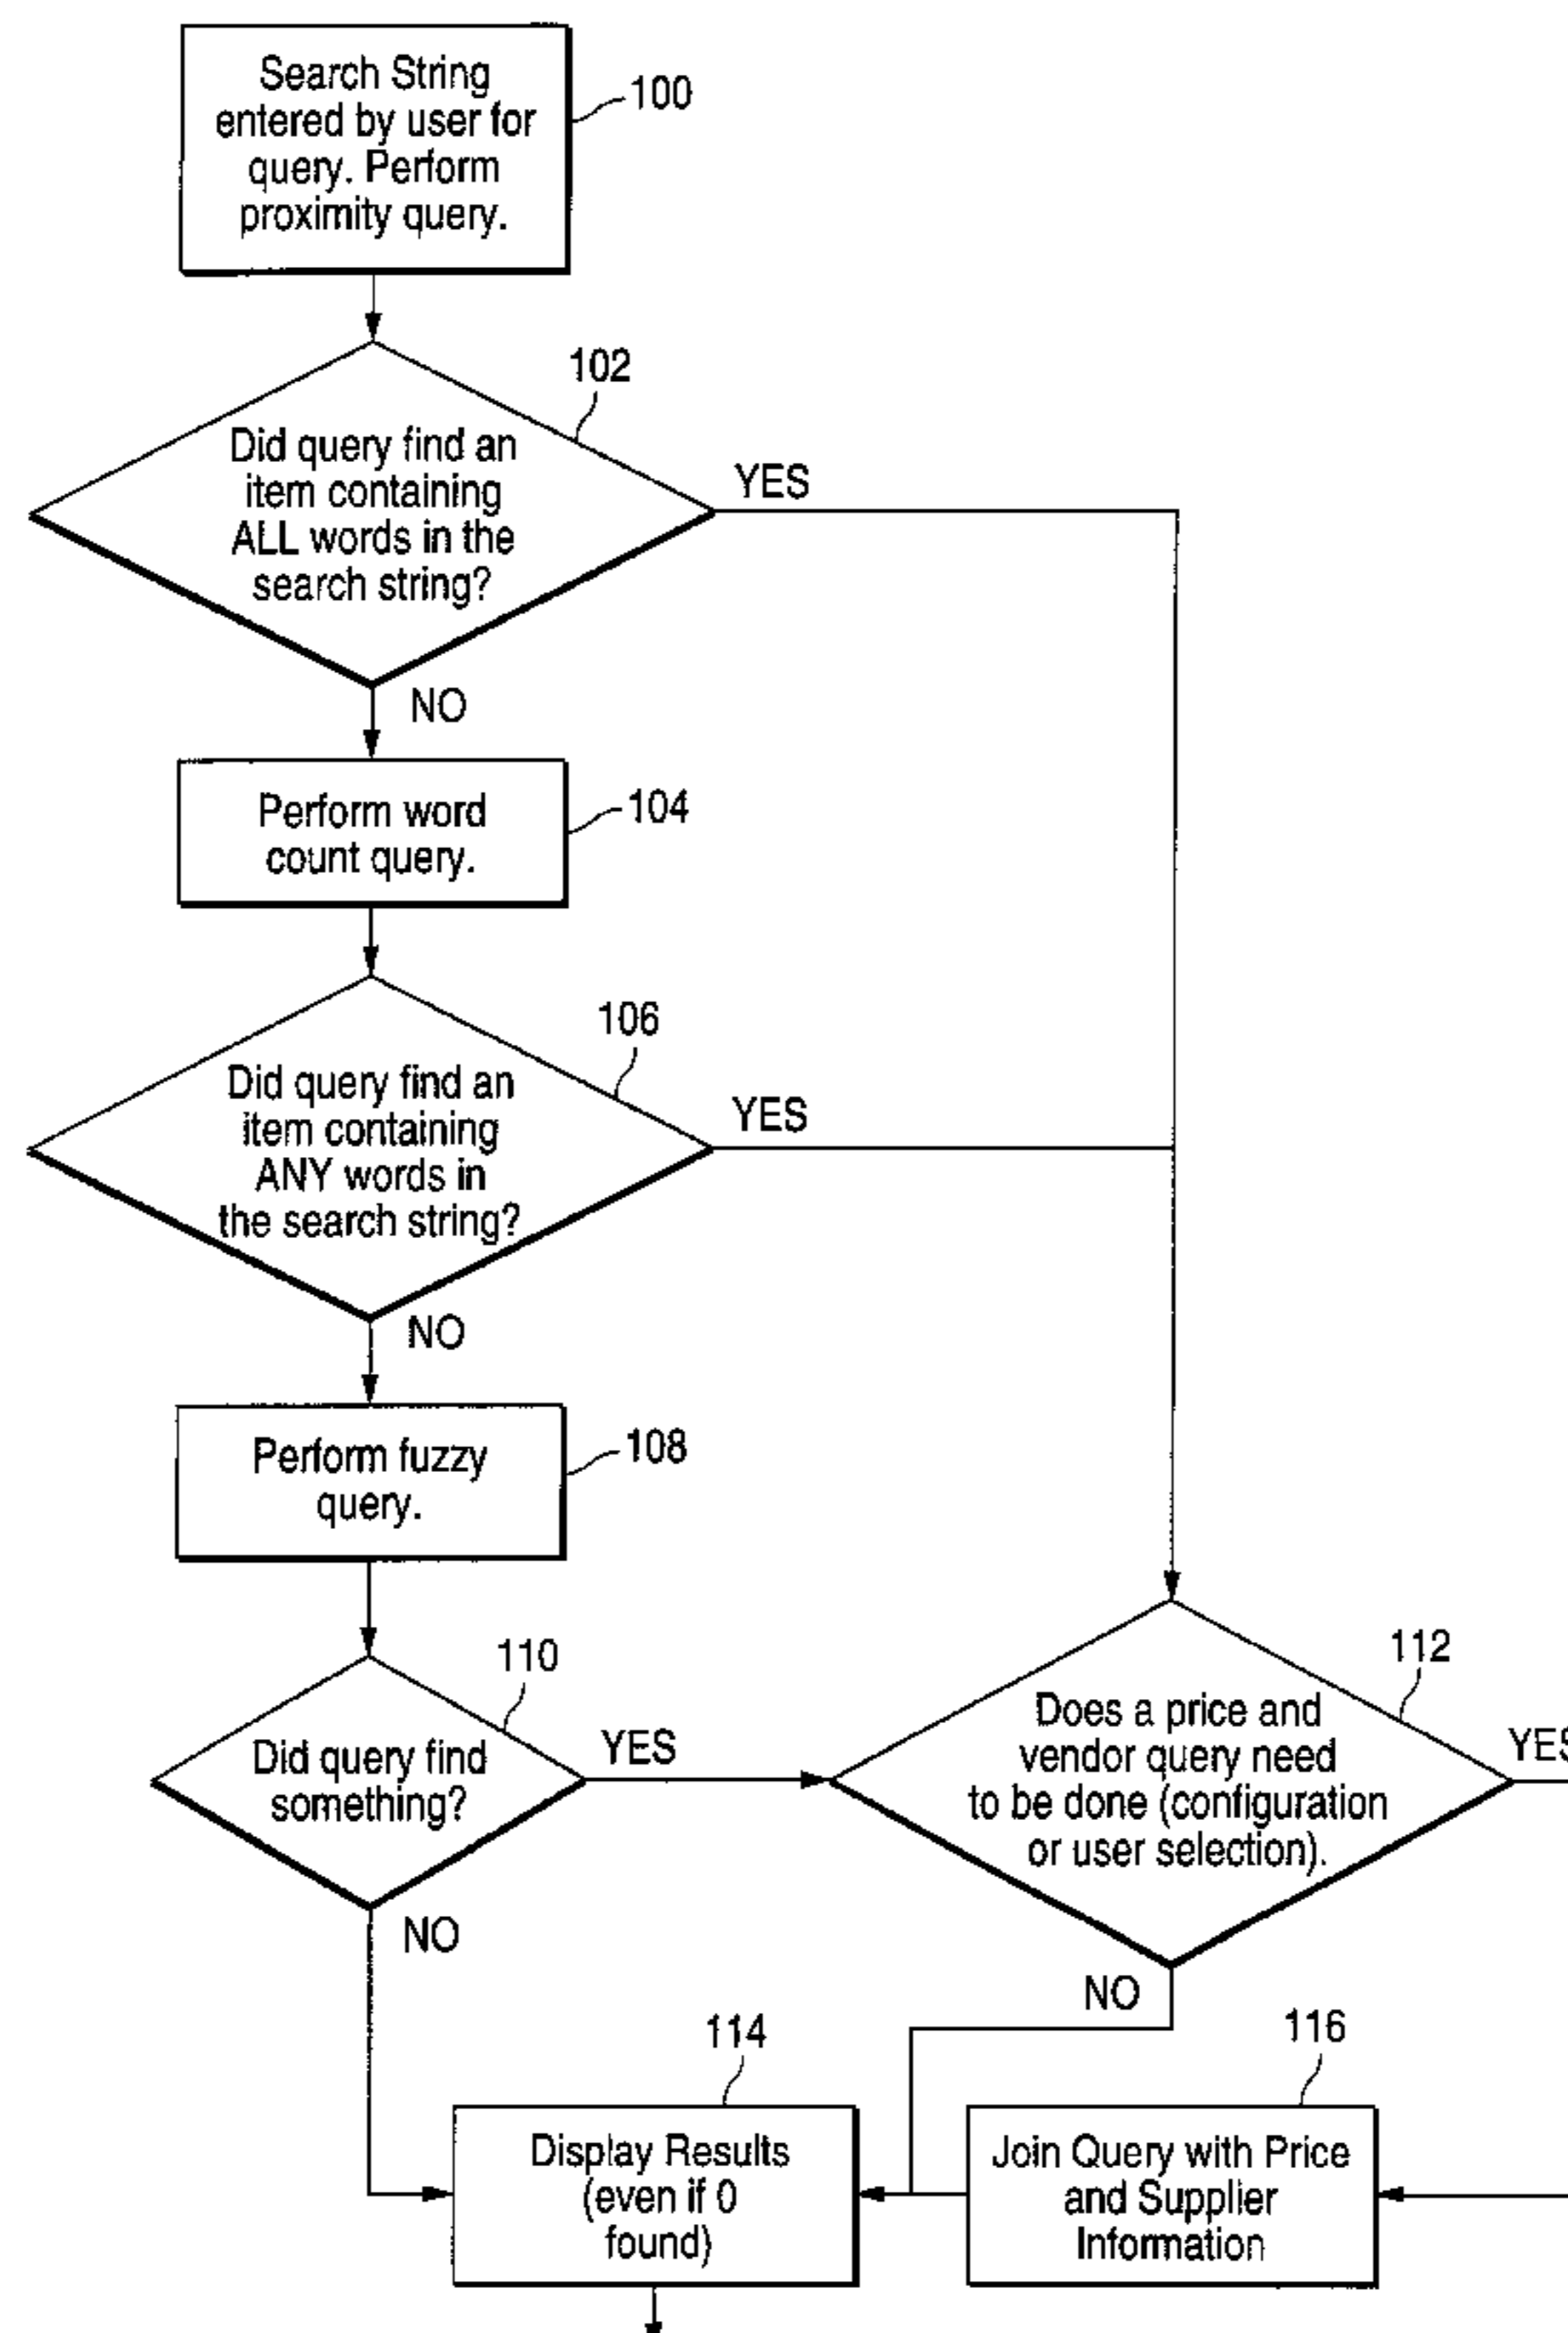 Search String
entered by user for
query. Perform
proximity query.
100
102
Did query find an
item containing
ALL words in the
search string?
YES
NO
Perform word
count query.
104
106
Did query find an
item containing
ANY words in
the search string?
YES
NO
Perform fuzzy
query.
108
110
Did query find
something?
YES
NO
112
Does a price and
vendor query need
to be done (configuration
or user selection).
YES
NO
114
Display Results
(even if 0
found)
116
Join Query with Price
and Supplier
Information